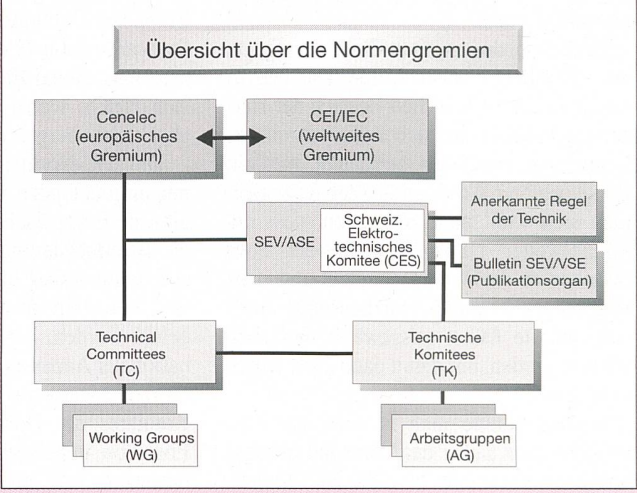 Übersicht über die Normengremien
Cenelec
(europäisches
Gremium)
CEI/IEC
(weltweites
Gremium)
SEV/ASE
Schweiz.
Elektro-
technisches
Komitee (CES)
Anerkannte Regel
der Technik
Bulletin SEV/VSE
(Publikationsorgan)
Technical
Committees
(TC)
Technische
Komitees
(TK)
Working Groups
(WG)
Arbeitsgruppen
(AG)